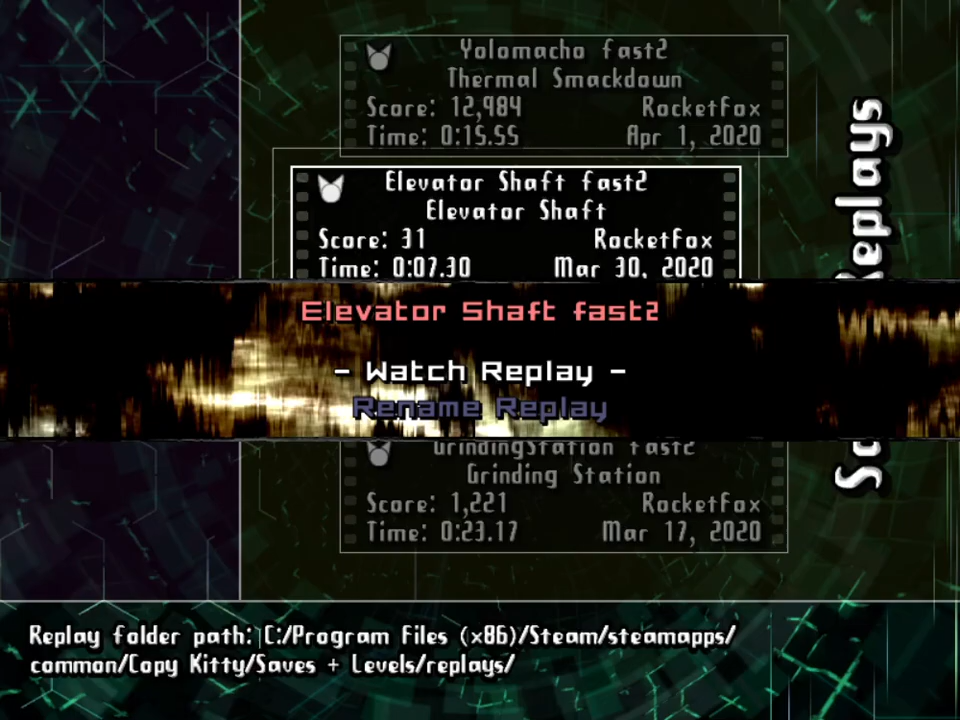 Yolomacho fast2
Thermal Smackdown
Score: 12,984 RocketFox
Time: 0:15.55 Apr 1, 2020
Elevator Shaft fast2
Elevator Shaft
Score: 31 RocketFox
Time: 0:07.30 Mar 30, 2020
Elevator Shaft fast2
- Watch Replay -
Rename Replay
GrindingStation fast2
Grinding Station
Score: 1,221 RocketFox
Time: 0:23.17 Mar 17, 2020
Replays
Replay folder path: C:/Program Files (x86)/Steam/steamapps/
common/Copy Kitty/Saves + Levels/replays/